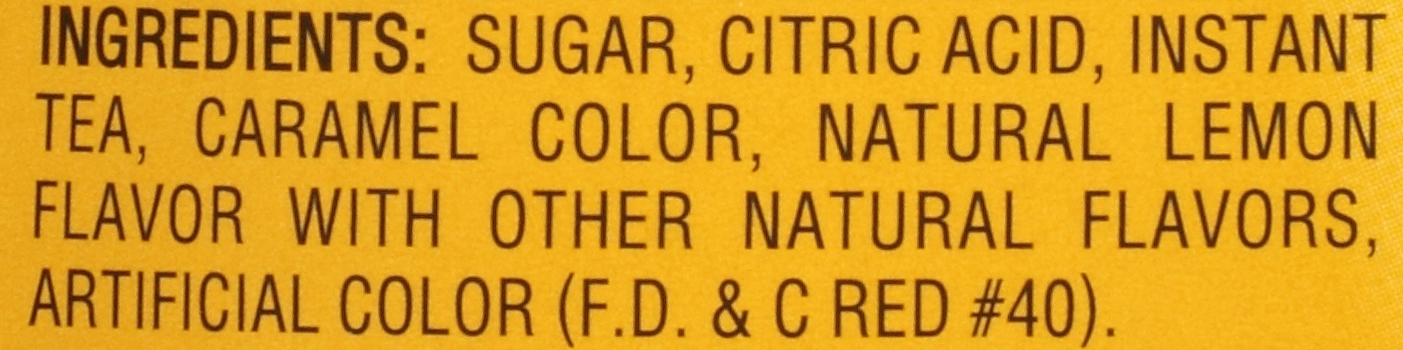 INGREDIENTS: SUGAR, CITRIC ACID, INSTANT
TEA, CARAMEL COLOR, NATURAL LEMON
FLAVOR WITH OTHER NATURAL FLAVORS,
ARTIFICIAL COLOR (F.D. & C RED #40).